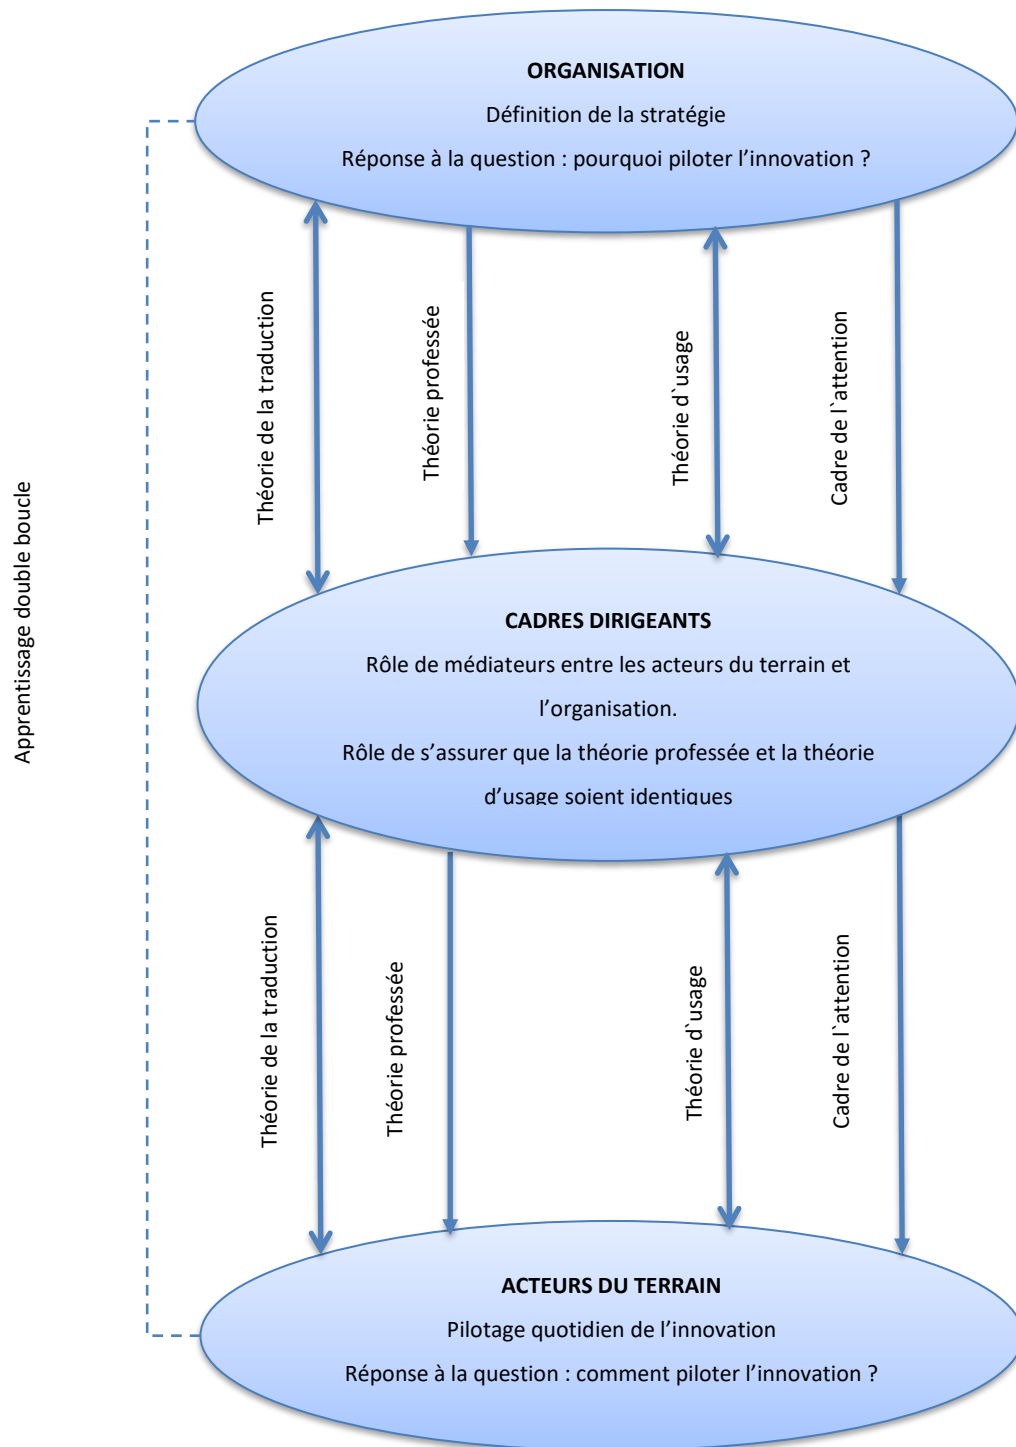 ORGANISATION
Définition de la stratégie
Réponse à la question : pourquoi piloter l’innovation ?
Théorie de la traduction
Théorie professée
Théorie d`usage
Cadre de l`attention
Apprentissage double boucle
CADRES DIRIGEANTS
Rôle de médiateurs entre les acteurs du terrain et
l’organisation.
Rôle de s’assurer que la théorie professée et la théorie
d’usage soient identiques
Théorie de la traduction
Théorie professée
Théorie d`usage
Cadre de l`attention
ACTEURS DU TERRAIN
Pilotage quotidien de l’innovation
Réponse à la question : comment piloter l’innovation ?